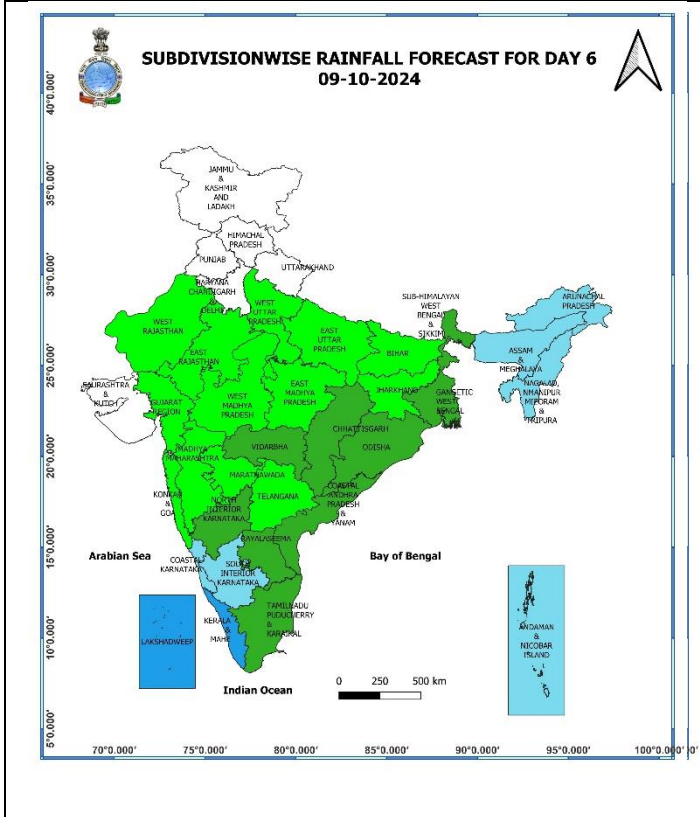 SUBDIVISIONWISE RAINFALL FORECAST FOR DAY 6
09-10-2024
40°0.000'
35°0.000'
30°0.000'
25°0.000'
20°0.000'
15°0.000'
10°0.000'
5°0.000'
JAMMU
&
KASHMIR
AND
LADAKH
HIMACHAL
PRADESH
PUNJAB
UTTARAKHAND
HARYANA
CHANDIGARH
&
DELHI
WEST
UTTAR
PRADESH
WEST
RAJASTHAN
EAST
RAJASTHAN
EAST
UTTAR
PRADESH
BIHAR
SUB-HIMALAYAN
WEST
BENGAL
&
SIKKIM
ARUNACHAL
PRADESH
ASSAM
&
MEGHALAYA
NAGALAD,
NMANIPUR
MIZORAM
&
TRIPURA
SAURASHTRA
&
KUTCH
GUJARAT
REGION
WEST
MADHYA
PRADESH
EAST
MADHYA
PRADESH
JHARKHAND
GANGETIC
WEST
BENGAL
CHHATTISGARH
ODISHA
VIDARBHA
MADHYA
MAHARASHTRA
MARATHAWADA
KONKAN
&
GOA
TELANGANA
NORTH
INTERIOR
KARNATAKA
COASTAL
ANDHRA
PRADESH
&
YANAM
RAYALASEEMA
COASTAL
KARNATAKA
SOUTH
INTERIOR
KARNATAKA
Arabian Sea
Bay of Bengal
LAKSHADWEEP
KERALA
&
MAHE
TAMILNADU
PUDUCHERRY
&
KARAIKAL
ANDAMAN
&
NICOBAR
ISLAND
Indian Ocean
0 250 500 km
70°0.000' 75°0.000' 80°0.000' 85°0.000' 90°0.000' 95°0.000' 100°0.000'